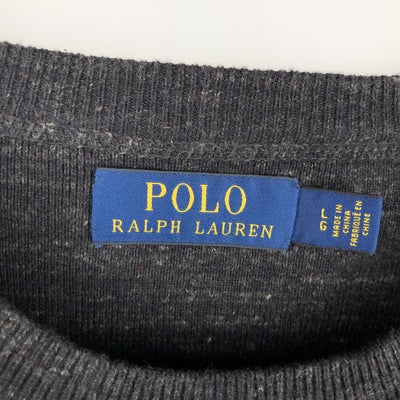 POLO
RALPH LAUREN
L
G
MADE IN
CHINA
FABRIQUÉ EN
CHINE